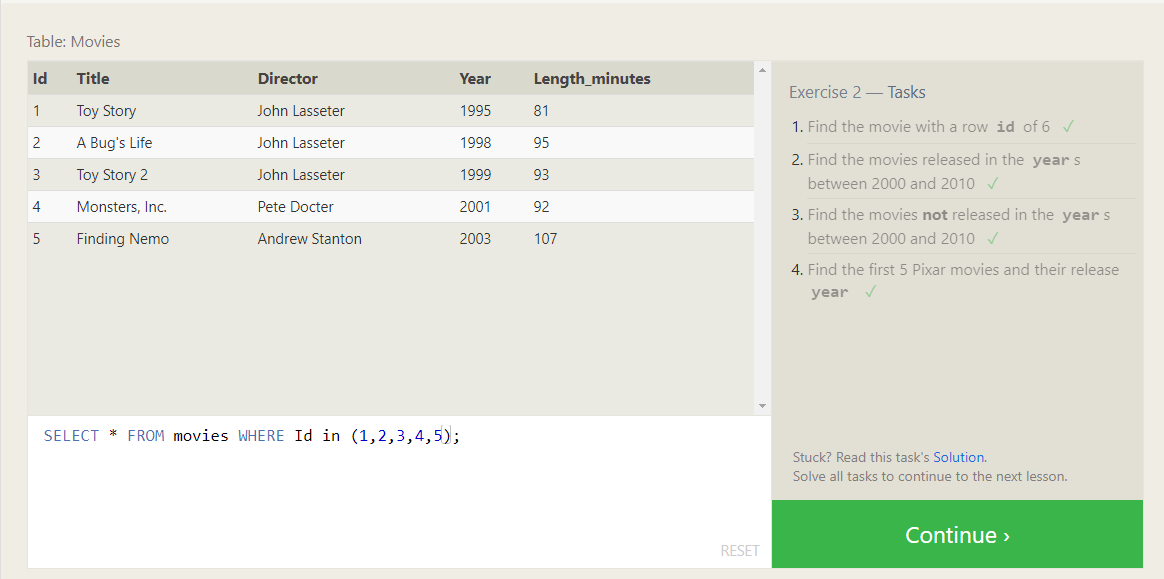 Table: Movies
Id Title Director Year Length_minutes
1 Toy Story John Lasseter 1995 81
2 A Bug's Life John Lasseter 1998 95
3 Toy Story 2 John Lasseter 1999 93
4 Monsters, Inc. Pete Docter 2001 92
5 Finding Nemo Andrew Stanton 2003 107
SELECT * FROM movies WHERE Id in (1,2,3,4,5);
RESET
Exercise 2 — Tasks
1. Find the movie with a row id of 6 ✓
2. Find the movies released in the year s
between 2000 and 2010 ✓
3. Find the movies not released in the year s
between 2000 and 2010 ✓
4. Find the first 5 Pixar movies and their release
year ✓
Stuck? Read this task's Solution.
Solve all tasks to continue to the next lesson.
Continue ›